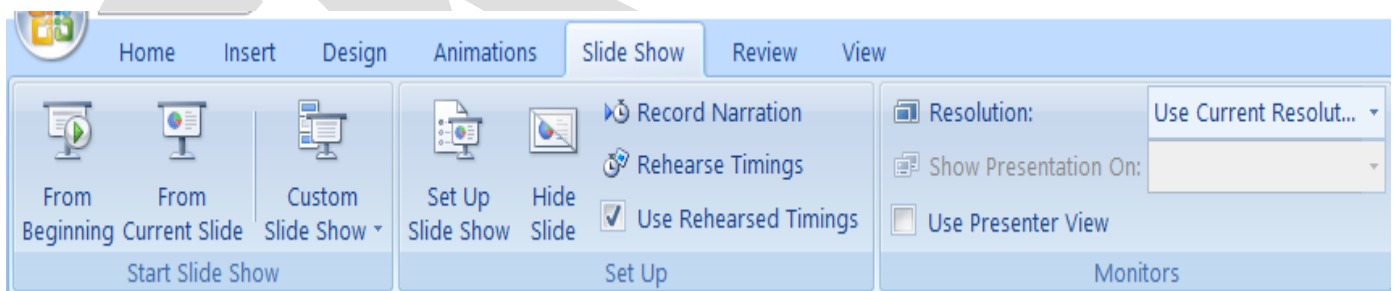 Home Insert Design Animations Slide Show Review View
From Beginning
From Current Slide
Custom Slide Show
Start Slide Show
Set Up Slide Show
Hide Slide
Record Narration
Rehearse Timings
Use Rehearsed Timings
Set Up
Resolution: Use Current Resolut...
Show Presentation On:
Use Presenter View
Monitors